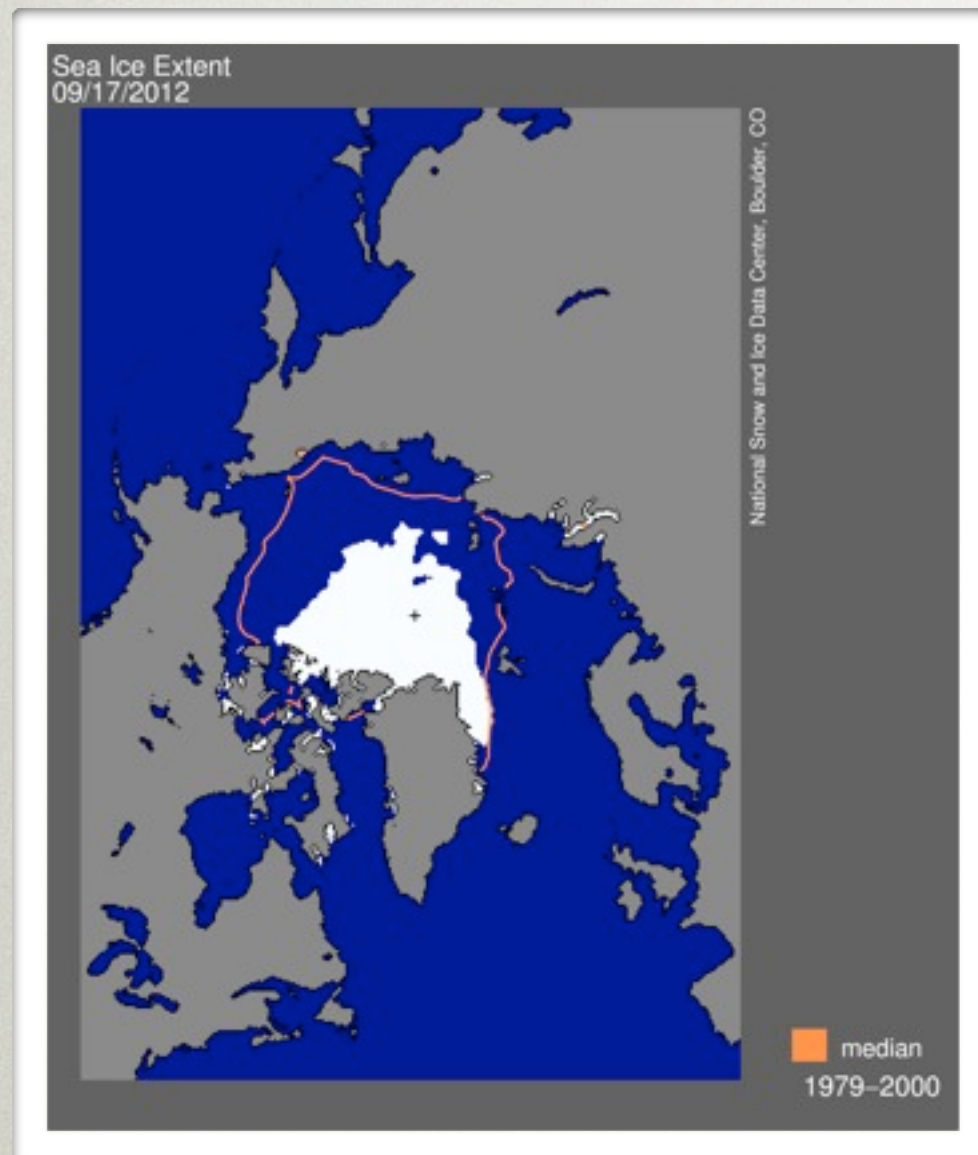 Sea Ice Extent
09/17/2012
National Snow and Ice Data Center, Boulder, CO
median
1979–2000